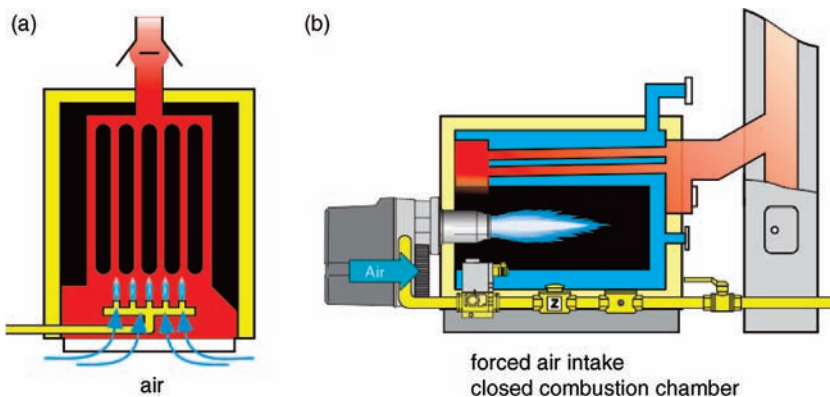 (a)
air
(b)
Air
Z
forced air intake
closed combustion chamber